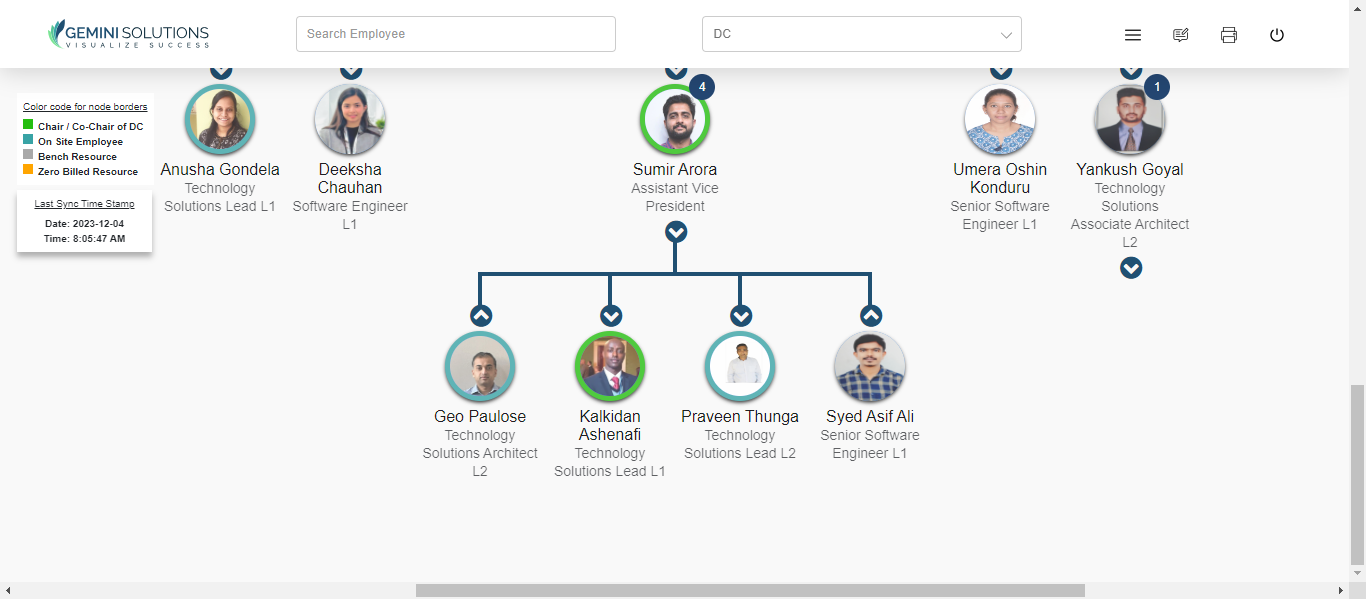 GEMINI SOLUTIONS
VISUALIZE SUCCESS
Search Employee
DC
Color code for node borders
Chair / Co-Chair of DC
On Site Employee
Bench Resource
Zero Billed Resource
Last Sync Time Stamp
Date: 2023-12-04
Time: 8:05:47 AM
Anusha Gondela
Technology
Solutions Lead L1
Deeksha
Chauhan
Software Engineer
L1
4
Sumir Arora
Assistant Vice
President
Umera Oshin
Konduru
Senior Software
Engineer L1
1
Yankush Goyal
Technology
Solutions
Associate Architect
L2
Geo Paulose
Technology
Solutions Architect
L2
Kalkidan
Ashenafi
Technology
Solutions Lead L1
Praveen Thunga
Technology
Solutions Lead L2
Syed Asif Ali
Senior Software
Engineer L1